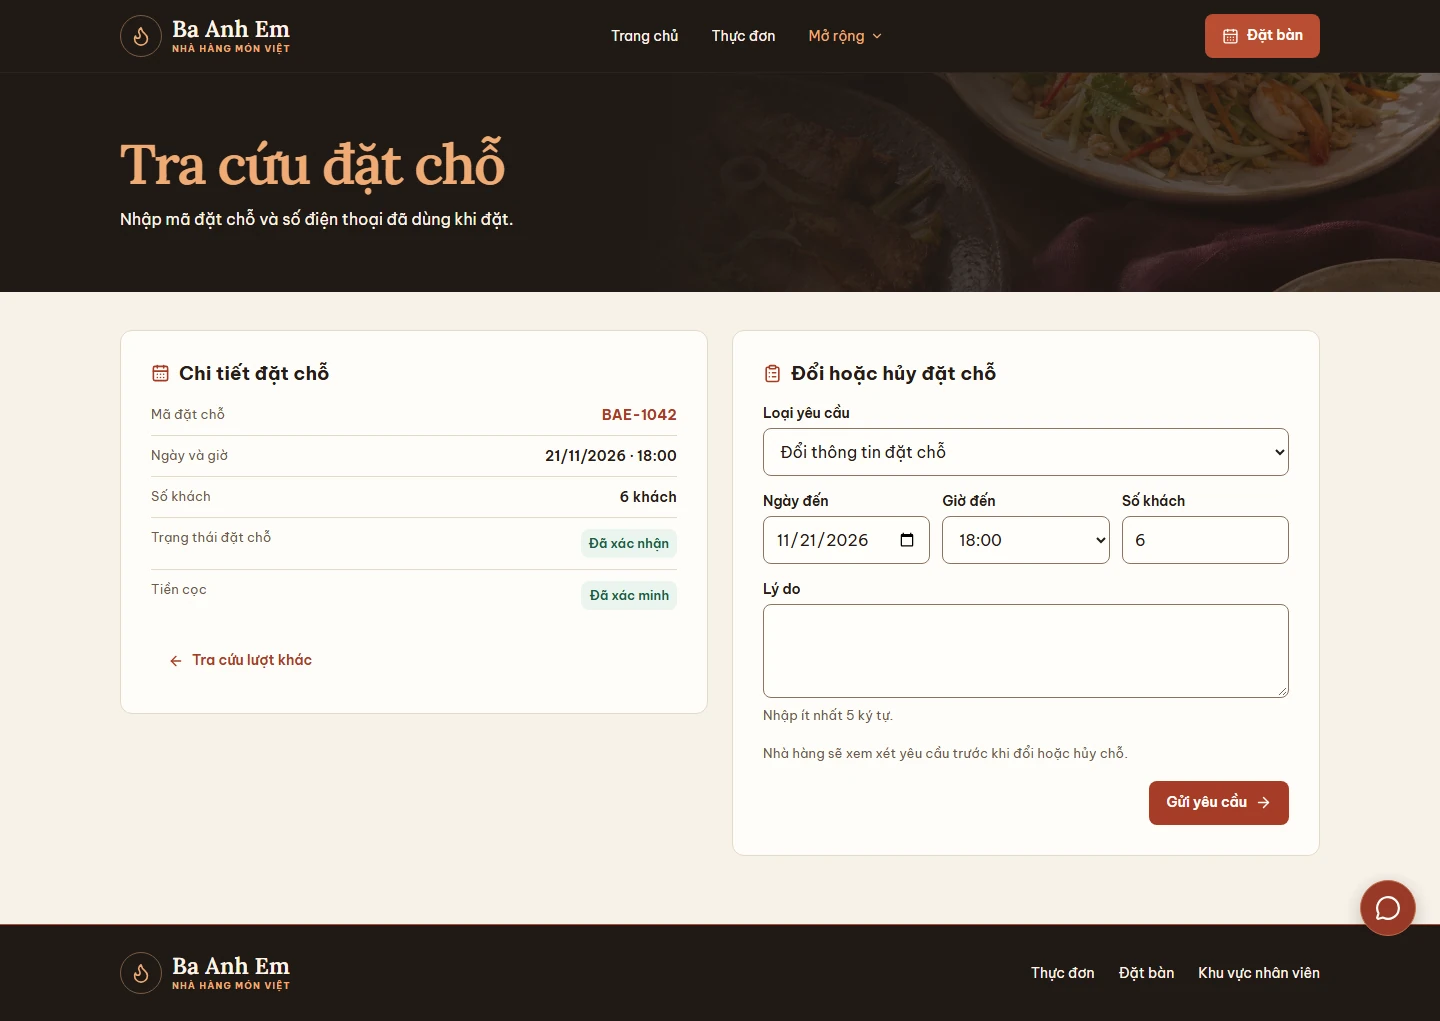 Ba Anh Em
NHÀ HÀNG MÓN VIỆT
Trang chủ
Thực đơn
Mở rộng
Đặt bàn
Tra cứu đặt chỗ
Nhập mã đặt chỗ và số điện thoại đã dùng khi đặt.
Chi tiết đặt chỗ
Mã đặt chỗ
BAE-1042
Ngày và giờ
21/11/2026 · 18:00
Số khách
6 khách
Trạng thái đặt chỗ
Đã xác nhận
Tiền cọc
Đã xác minh
Tra cứu lượt khác
Đổi hoặc hủy đặt chỗ
Loại yêu cầu
Đổi thông tin đặt chỗ
Ngày đến
Giờ đến
Số khách
11/21/2026
18:00
6
Lý do
Nhập ít nhất 5 ký tự.
Nhà hàng sẽ xem xét yêu cầu trước khi đổi hoặc hủy chỗ.
Gửi yêu cầu
Ba Anh Em
NHÀ HÀNG MÓN VIỆT
Thực đơn
Đặt bàn
Khu vực nhân viên